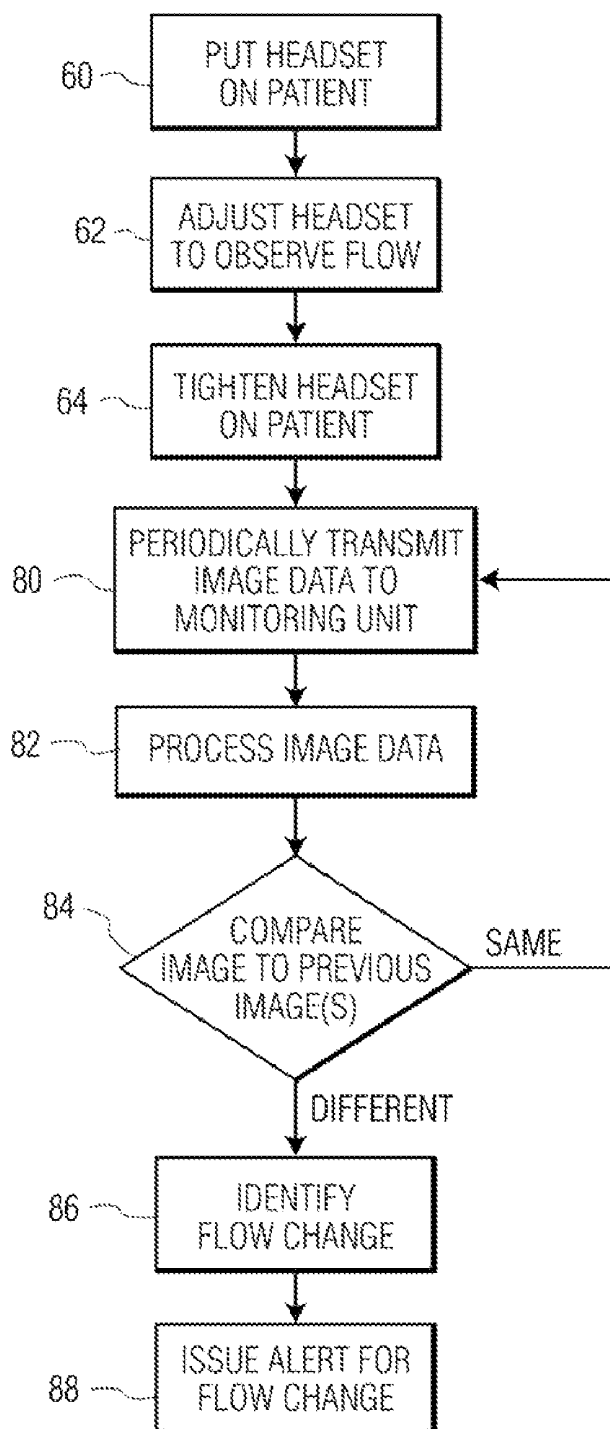 60
PUT HEADSET
ON PATIENT
62
ADJUST HEADSET
TO OBSERVE FLOW
64
TIGHTEN HEADSET
ON PATIENT
80
PERIODICALLY TRANSMIT
IMAGE DATA TO
MONITORING UNIT
82
PROCESS IMAGE DATA
84
COMPARE
IMAGE TO PREVIOUS
IMAGE(S)
SAME
DIFFERENT
86
IDENTIFY
FLOW CHANGE
88
ISSUE ALERT FOR
FLOW CHANGE